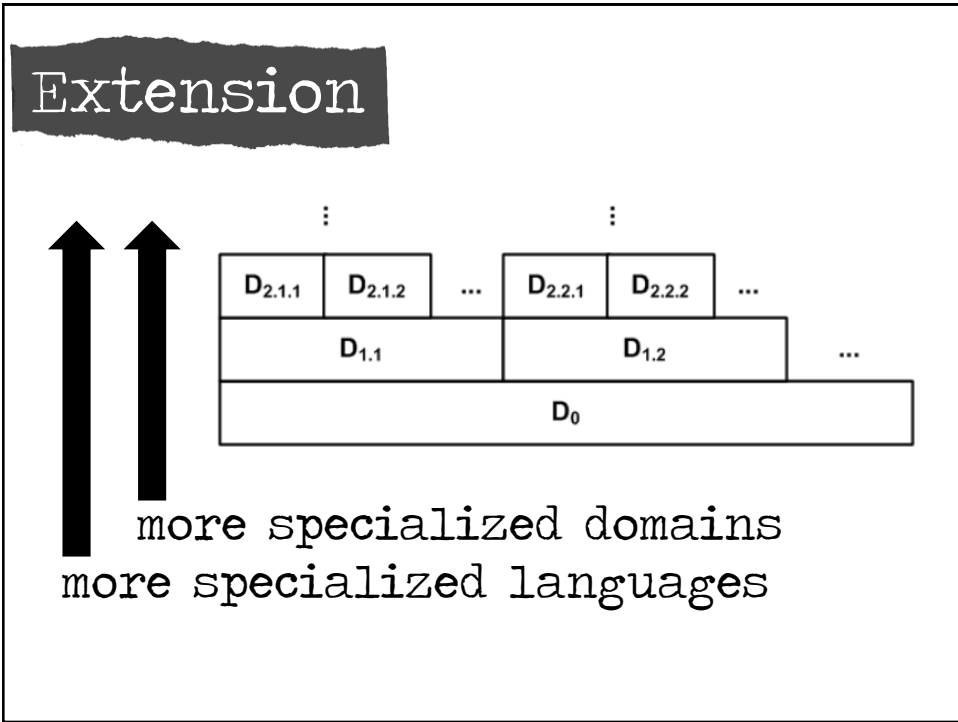 Extension
⋮ ⋮
D2.1.1 D2.1.2 ... D2.2.1 D2.2.2 ...
D1.1 D1.2 ...
D0
more specialized domains
more specialized languages